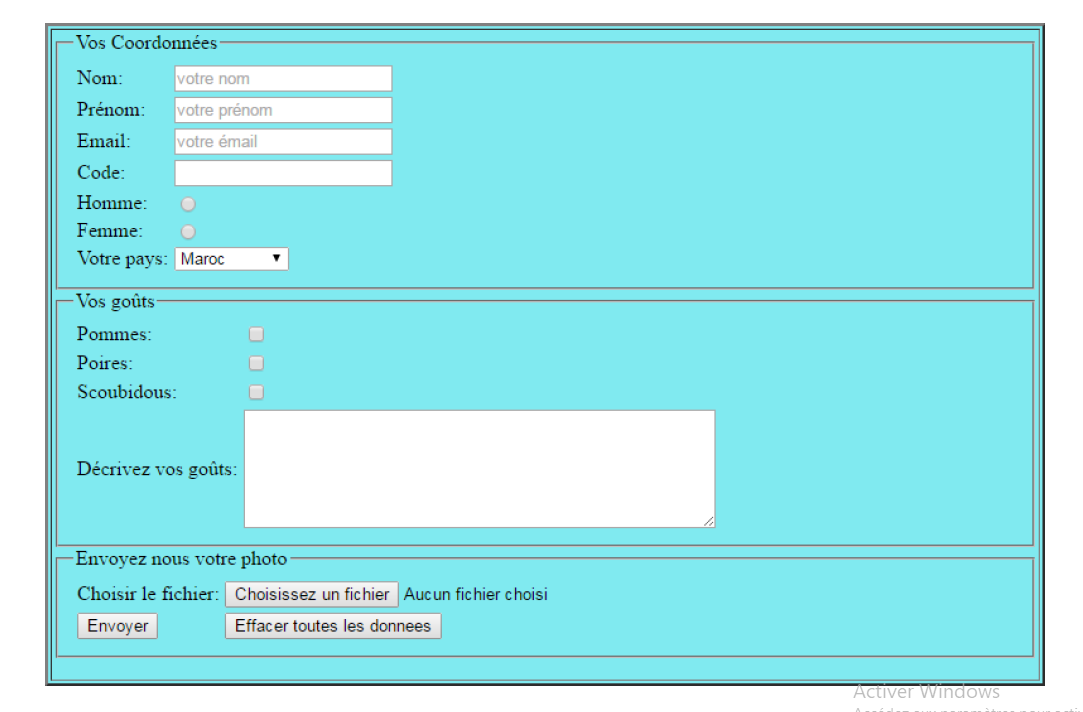 Vos Coordonnées
Nom: votre nom
Prénom: votre prénom
Email: votre émail
Code:
Homme:
Femme:
Votre pays: Maroc
Vos goûts
Pommes:
Poires:
Scoubidous:
Décrivez vos goûts:
Envoyez nous votre photo
Choisir le fichier: Choisissez un fichier Aucun fichier choisi
Envoyer Effacer toutes les donnees
Activer Windows